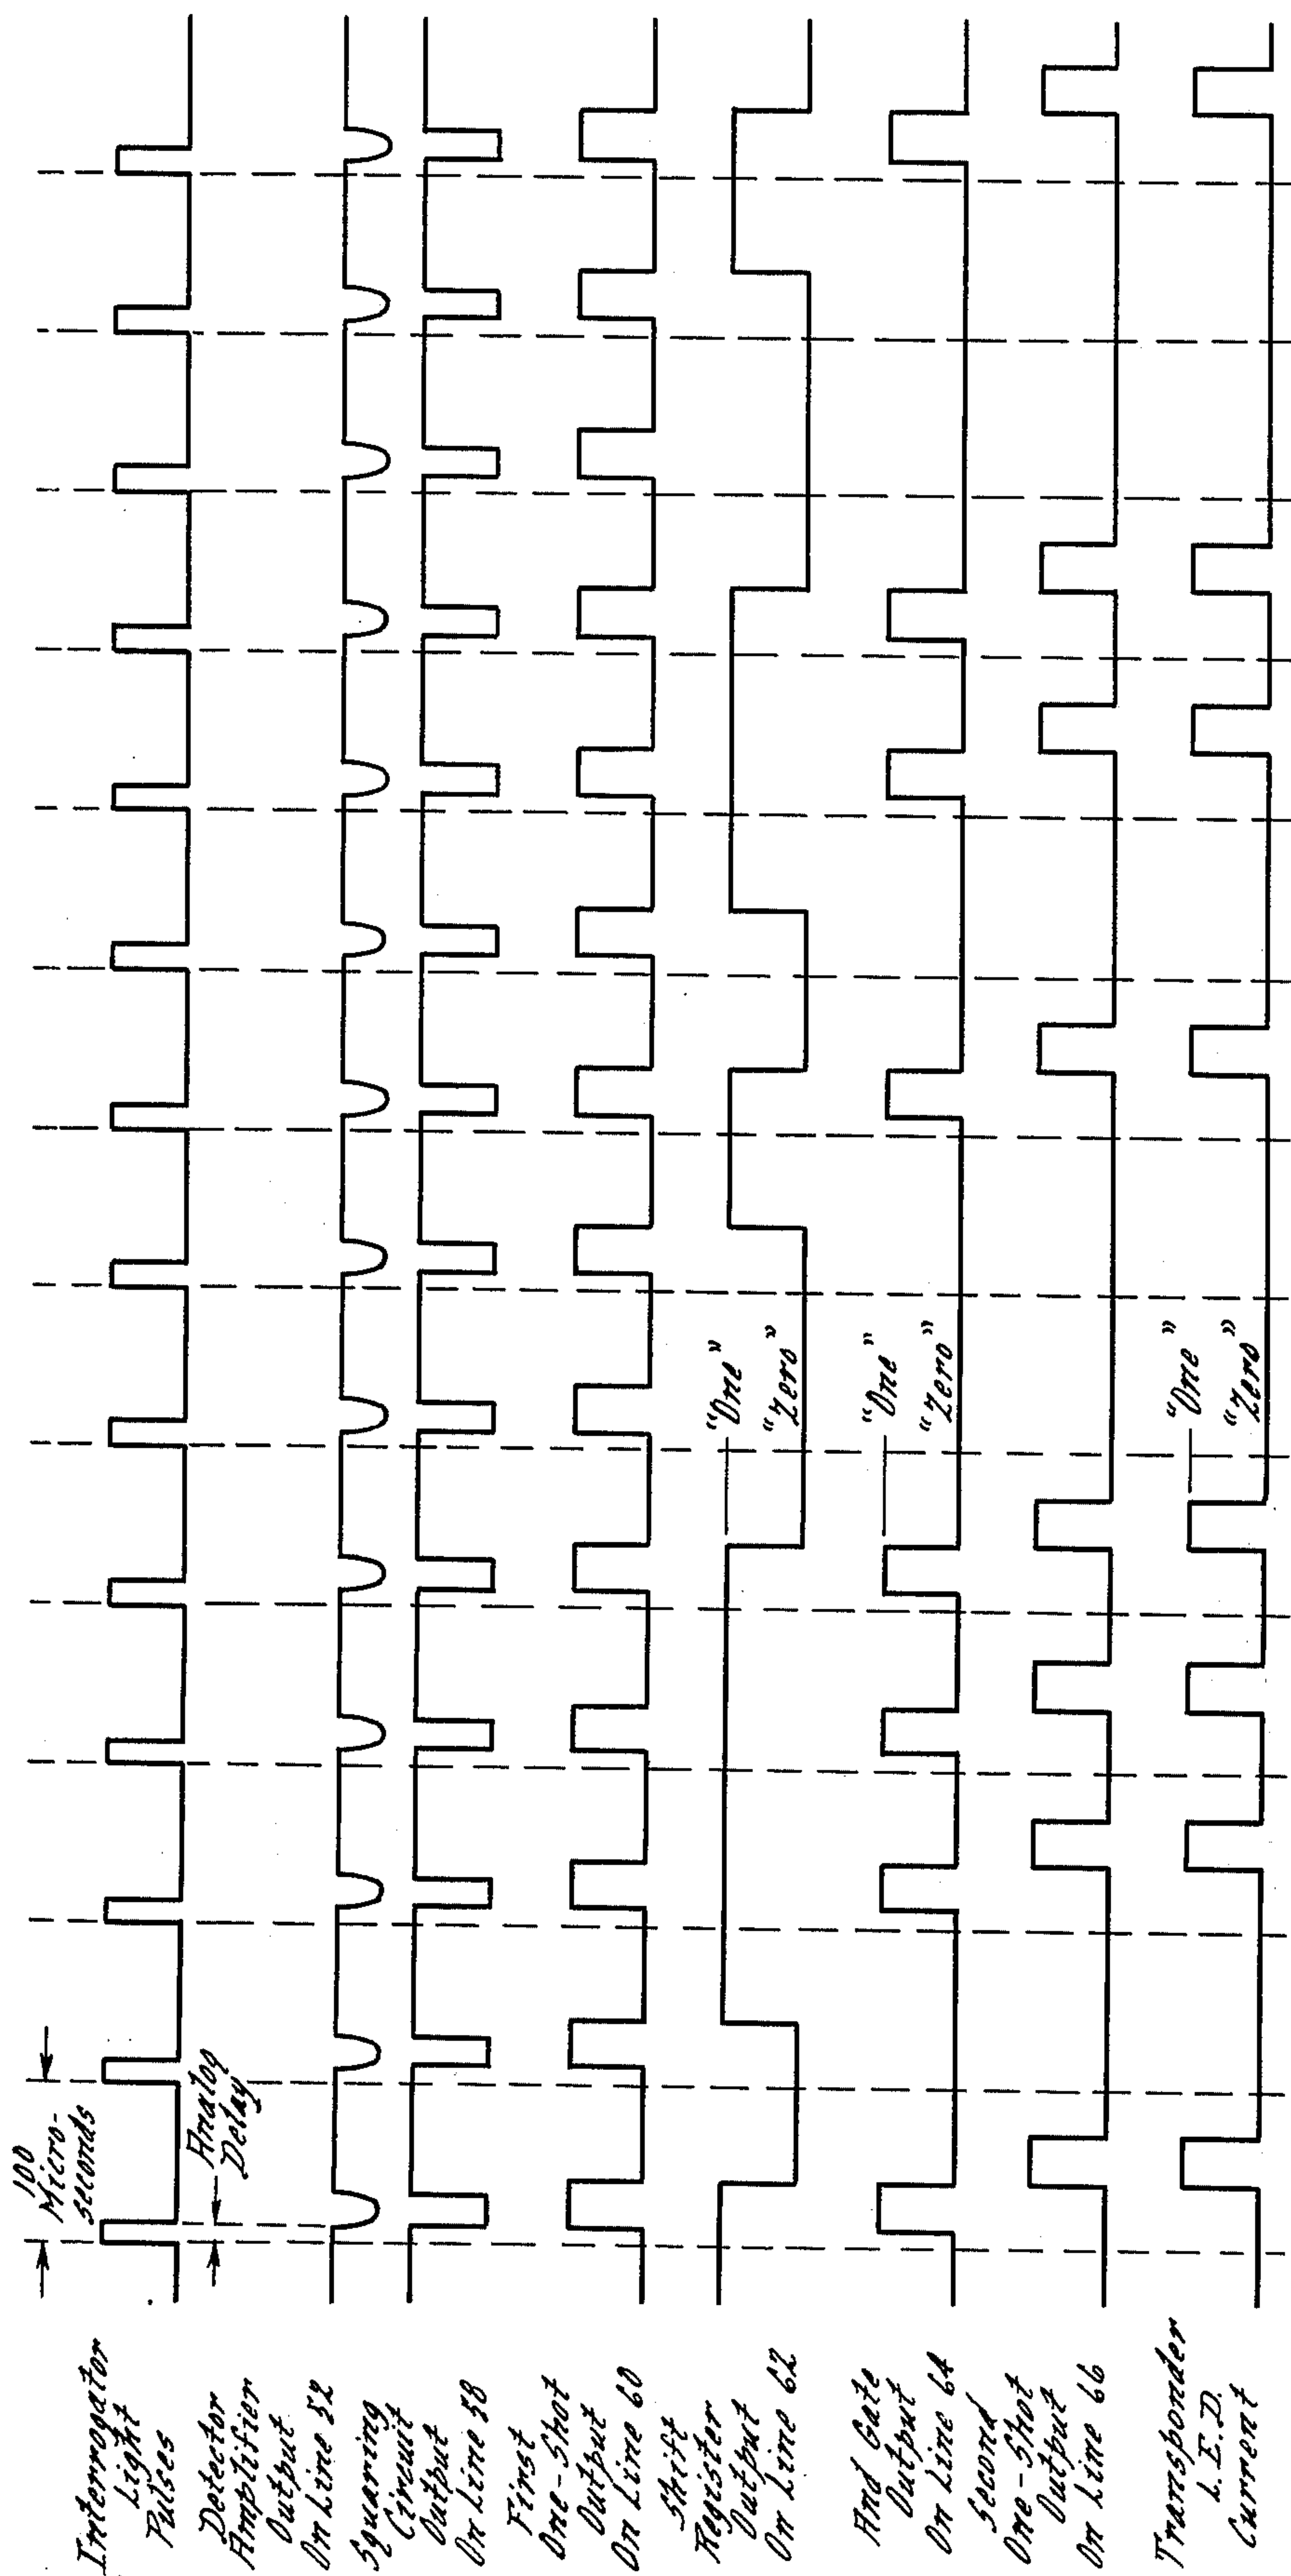 100
Micro-
seconds
Analog
Delay
Interrogator
Light
Pulses
Detector
Amplifier
Output
On Line 52
Squaring
Circuit
Output
On Line 58
First
One-Shot
Output
On Line 60
Shift
Register
Output
On Line 62
"One"
"Zero"
And Gate
Output
On Line 64
"One"
"Zero"
Second
One-Shot
Output
On Line 66
Transponder
L.E.D.
Current
"One"
"Zero"